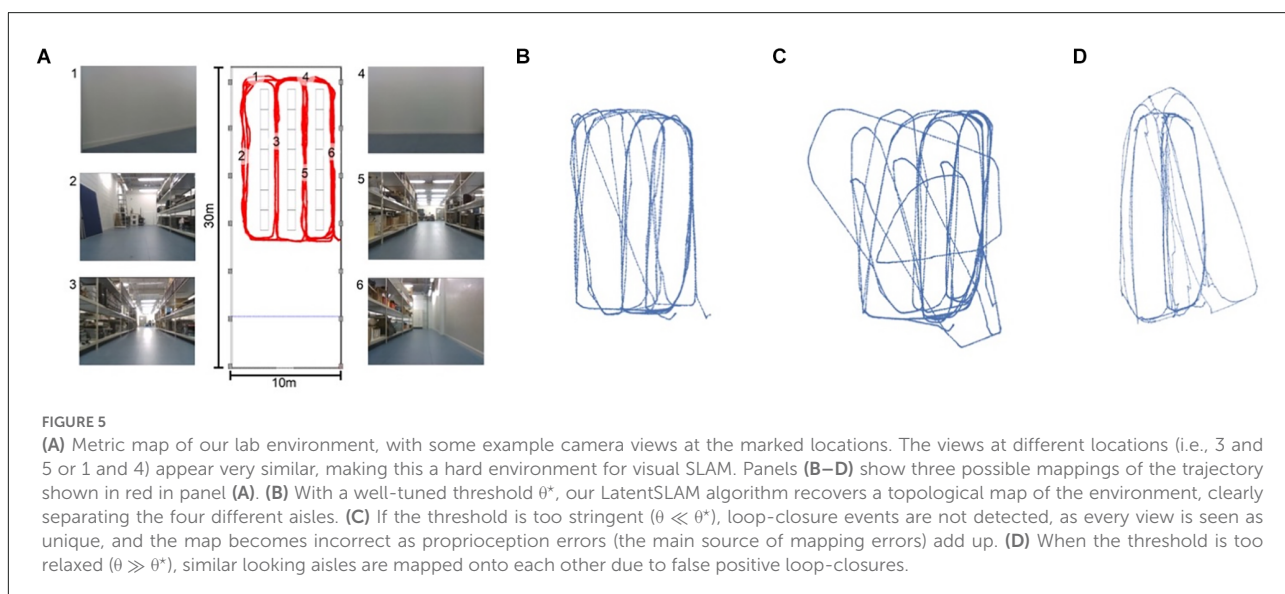 A
B
C
D
1
2
3
4
5
6
30m
1
4
2
3
6
5
10m
FIGURE 5
(A) Metric map of our lab environment, with some example camera views at the marked locations. The views at different locations (i.e., 3 and
5 or 1 and 4) appear very similar, making this a hard environment for visual SLAM. Panels (B–D) show three possible mappings of the trajectory
shown in red in panel (A). (B) With a well-tuned threshold θ*, our LatentSLAM algorithm recovers a topological map of the environment, clearly
separating the four different aisles. (C) If the threshold is too stringent (θ ≪ θ*), loop-closure events are not detected, as every view is seen as
unique, and the map becomes incorrect as proprioception errors (the main source of mapping errors) add up. (D) When the threshold is too
relaxed (θ ≫ θ*), similar looking aisles are mapped onto each other due to false positive loop-closures.